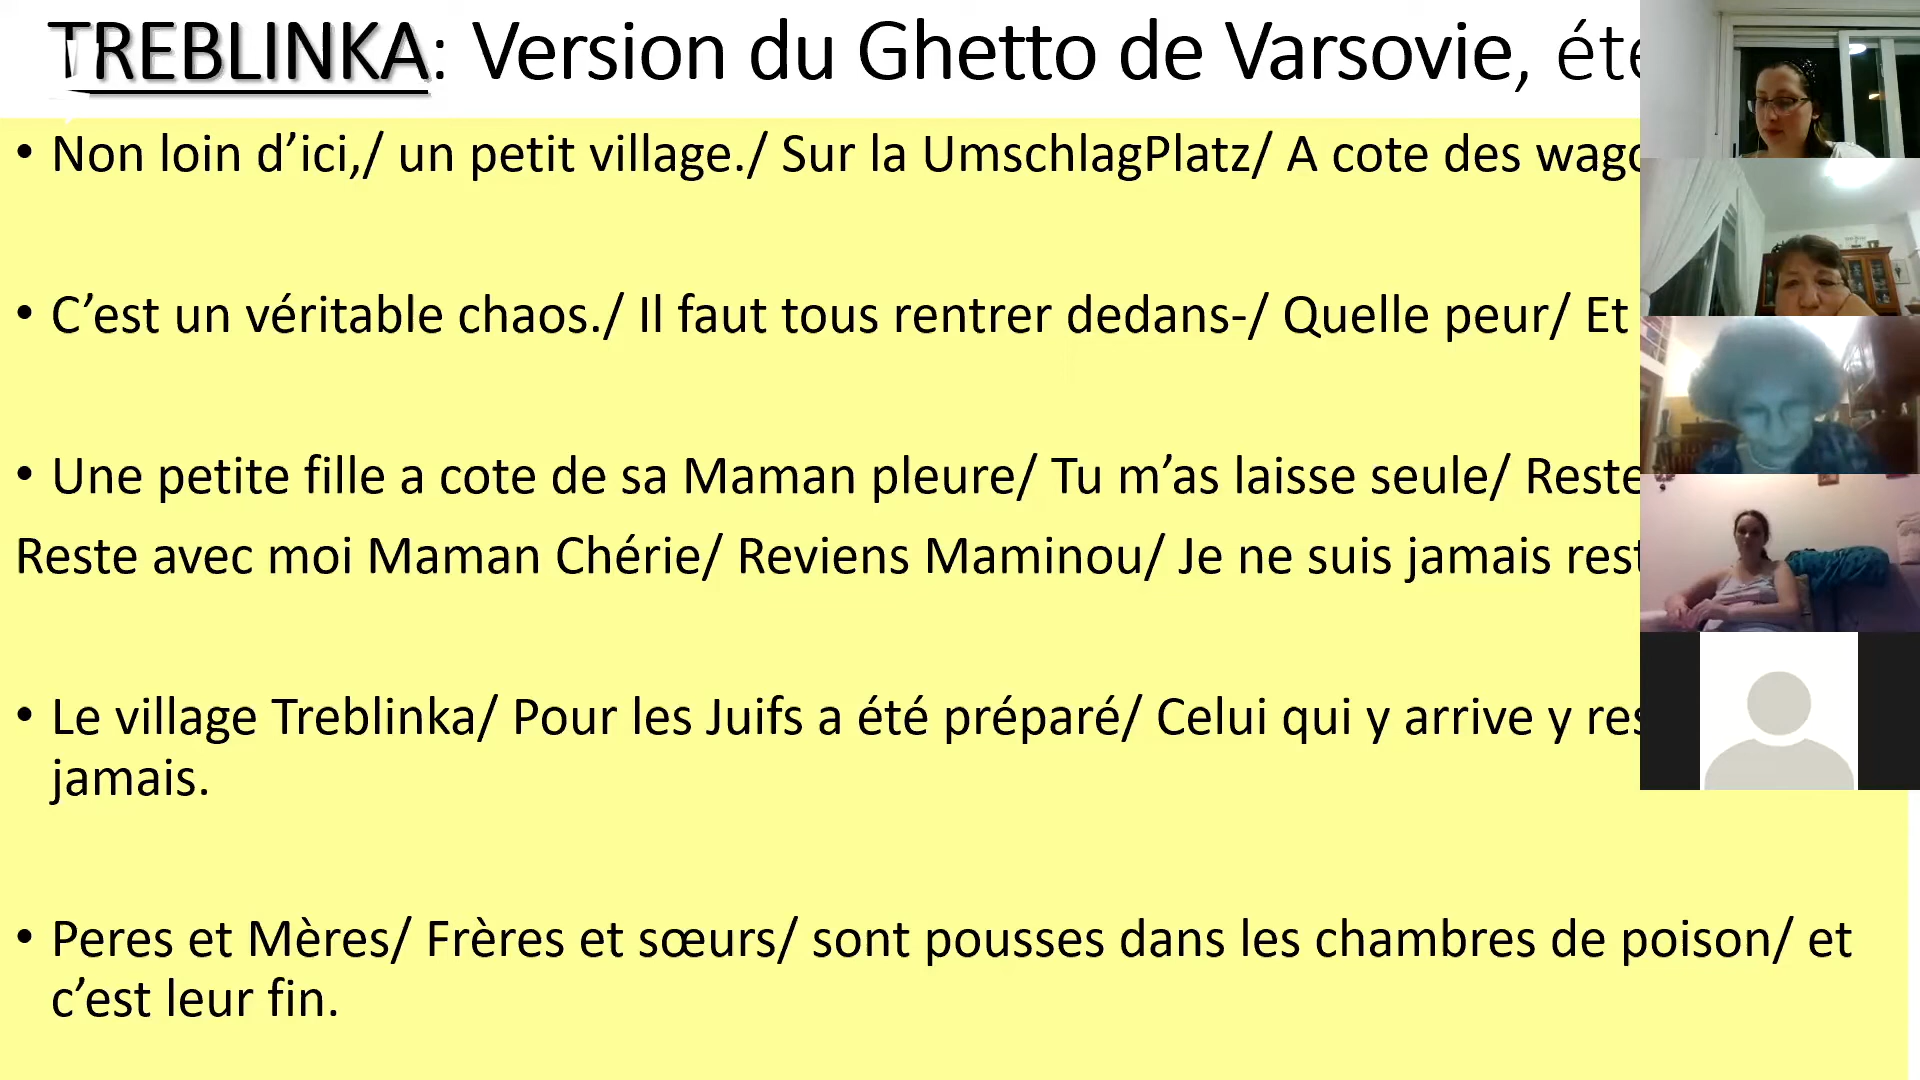 TREBLINKA: Version du Ghetto de Varsovie,
• Non loin d’ici,/ un petit village./ Sur la UmschlagPlatz/ A cote des
• C’est un véritable chaos./ Il faut tous rentrer dedans-/ Quelle peur/ Et
• Une petite fille a cote de sa Maman pleure/ Tu m’as laisse seule/ Reste
Reste avec moi Maman Chérie/ Reviens Maminou/ Je ne suis jamais
• Le village Treblinka/ Pour les Juifs a été préparé/ Celui qui y arrive y
jamais.
• Peres et Mères/ Frères et sœurs/ sont pousses dans les chambres de poison/ et
c’est leur fin.